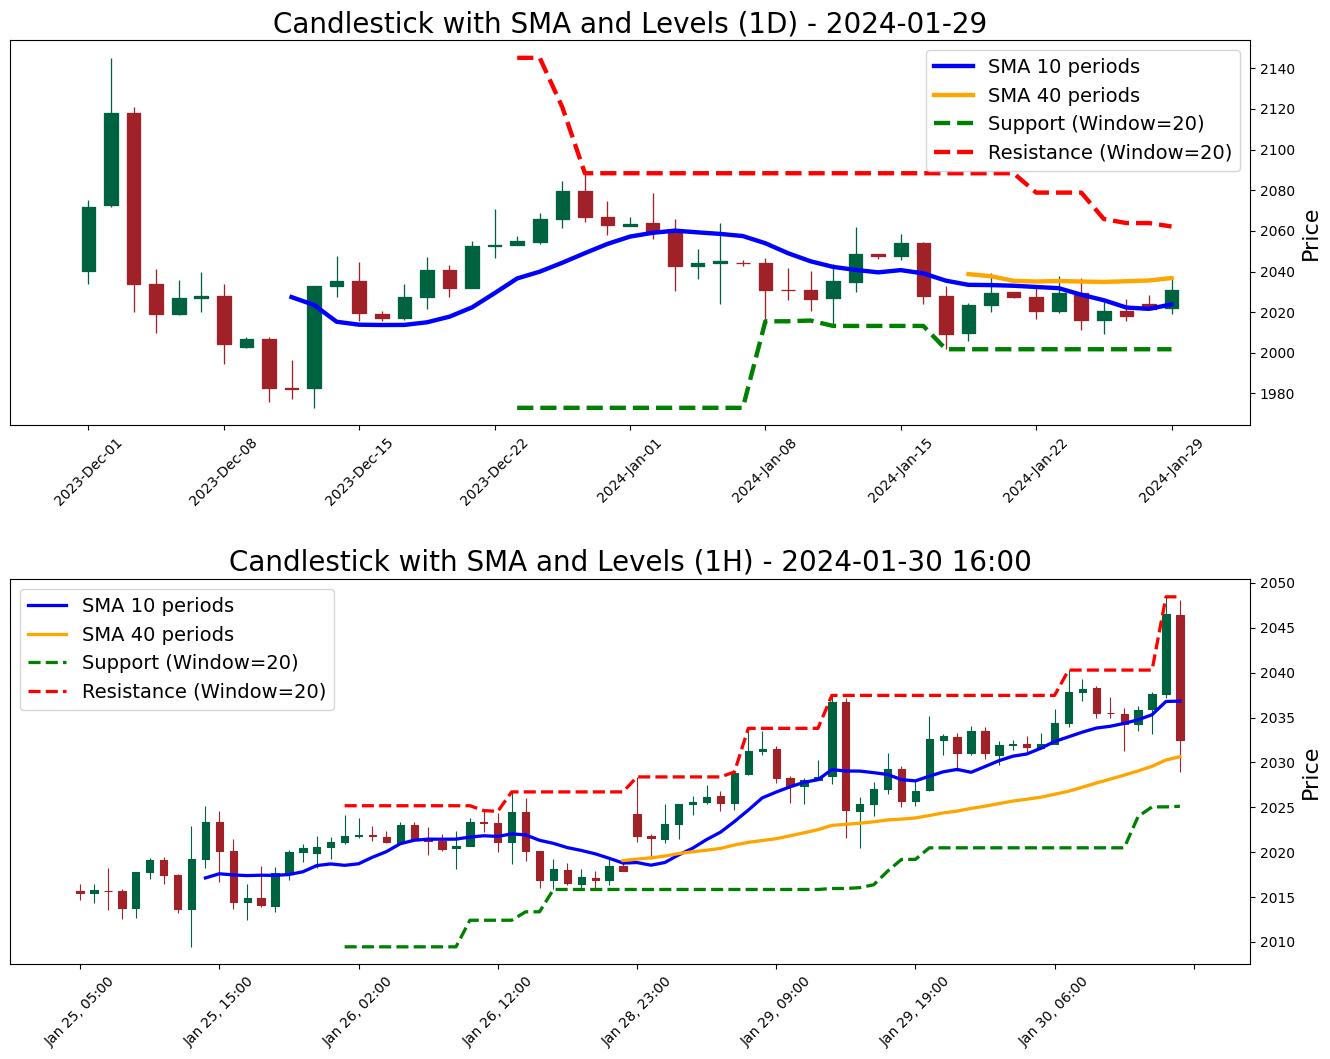 Candlestick with SMA and Levels (1D) - 2024-01-29
SMA 10 periods
SMA 40 periods
Support (Window=20)
Resistance (Window=20)
2140
2120
2100
2080
2060
2040
2020
2000
1980
Price
2023-Dec-01
2023-Dec-08
2023-Dec-15
2023-Dec-22
2024-Jan-01
2024-Jan-08
2024-Jan-15
2024-Jan-22
2024-Jan-29
Candlestick with SMA and Levels (1H) - 2024-01-30 16:00
SMA 10 periods
SMA 40 periods
Support (Window=20)
Resistance (Window=20)
2050
2045
2040
2035
2030
2025
2020
2015
2010
Price
Jan 25, 05:00
Jan 25, 15:00
Jan 26, 02:00
Jan 26, 12:00
Jan 28, 23:00
Jan 29, 09:00
Jan 29, 19:00
Jan 30, 06:00